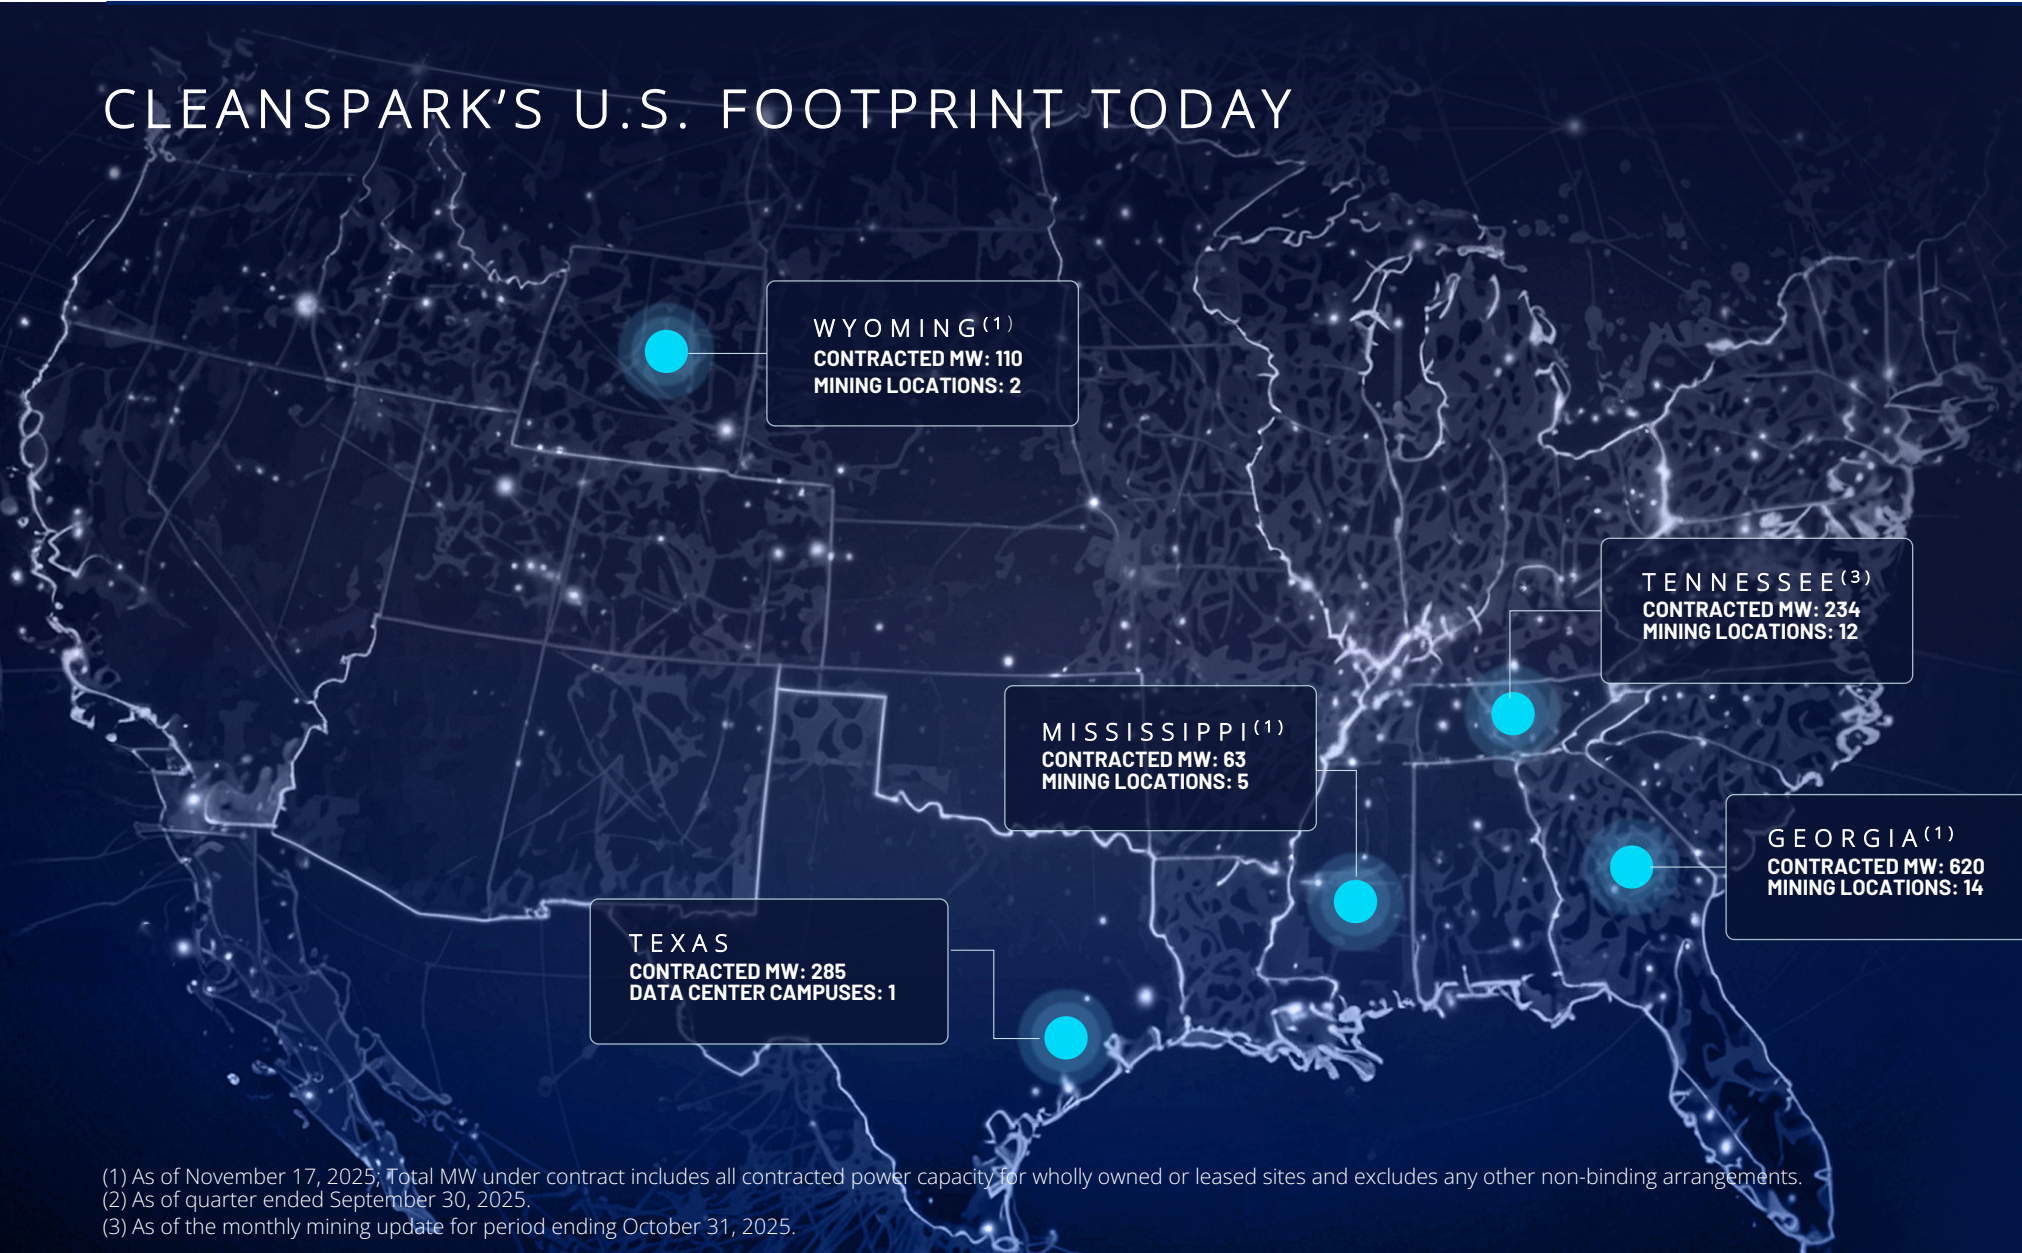 CLEANSPARK’S U.S. FOOTPRINT TODAY
WYOMING(1)
CONTRACTED MW: 110
MINING LOCATIONS: 2
TENNESSEE(3)
CONTRACTED MW: 234
MINING LOCATIONS: 12
MISSISSIPPI(1)
CONTRACTED MW: 63
MINING LOCATIONS: 5
GEORGIA(1)
CONTRACTED MW: 620
MINING LOCATIONS: 14
TEXAS
CONTRACTED MW: 285
DATA CENTER CAMPUSES: 1
(1) As of November 17, 2025; Total MW under contract includes all contracted power capacity for wholly owned or leased sites and excludes any other non-binding arrangements.
(2) As of quarter ended September 30, 2025.
(3) As of the monthly mining update for period ending October 31, 2025.